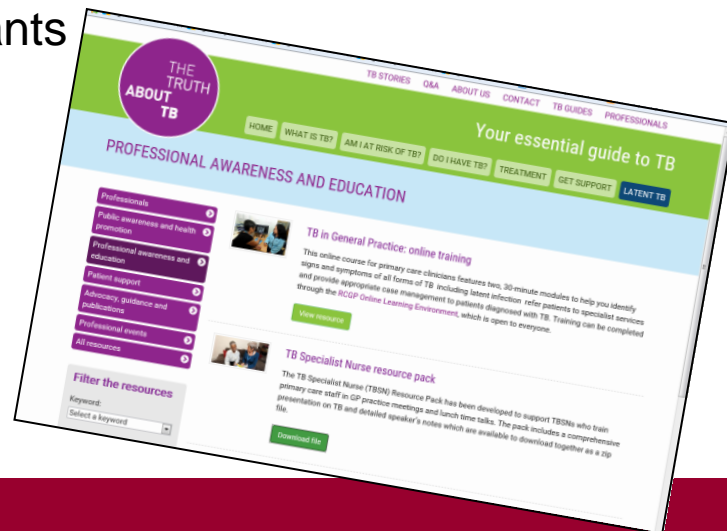 ants
TB STORIES Q&A ABOUT US CONTACT TB GUIDES PROFESSIONALS
THE
TRUTH
ABOUT
TB
Your essential guide to TB
HOME WHAT IS TB? AM I AT RISK OF TB? DO I HAVE TB? TREATMENT GET SUPPORT LATENT TB
PROFESSIONAL AWARENESS AND EDUCATION
Professionals
Public awareness and health
promotion
Professional awareness and
education
Patient support
Advocacy, guidance and
publications
Professional events
All resources
Filter the resources
Keyword:
Select a keyword
TB in General Practice: online training
This online course for primary care clinicians features two, 30-minute modules to help you identify
signs and symptoms of all forms of TB including latent infection refer patients to specialist services
and provide appropriate case management to patients diagnosed with TB. Training can be completed
through the RCGP Online Learning Environment, which is open to everyone.
View resource
TB Specialist Nurse resource pack
The TB Specialist Nurse (TBSN) Resource Pack has been developed to support TBSNs who train
primary care staff in GP practice meetings and lunch time talks. The pack includes a comprehensive
presentation on TB and detailed speaker's notes which are available to download together as a zip
file.
Download file